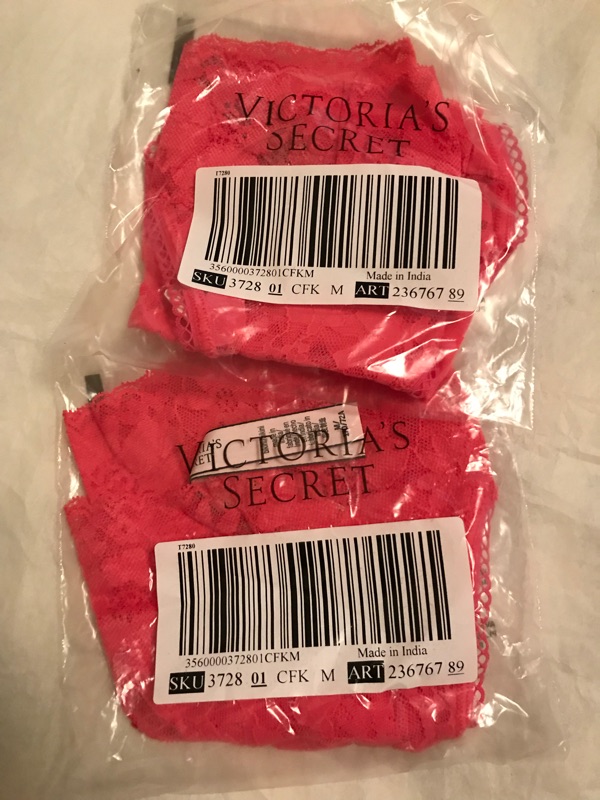 VICTORIA'S
SECRET
17280
3560000372801CFKM
Made in India
SKU 3728 01 CFK M ART 236767 89
VICTORIA'S
SECRET
17280
3560000372801CFKM
Made in India
SKU 3728 01 CFK M ART 236767 89